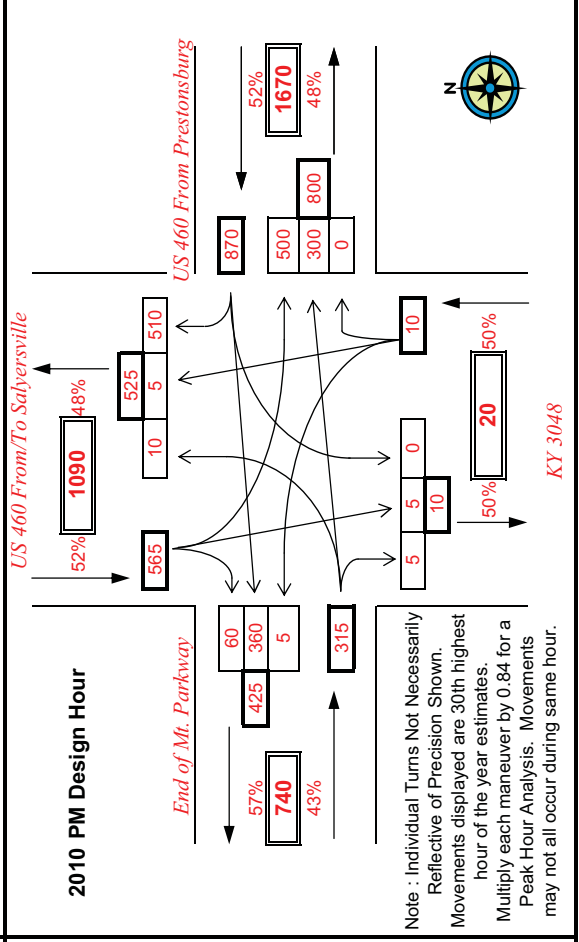 2010 PM Design Hour
US 460 From/To Salyersville
52%
1090
48%
565
525
10
5
510
US 460 From Prestonsburg
52%
1670
48%
870
500
300
0
800
End of Mt. Parkway
57%
740
43%
425
60
360
5
315
5
5
0
10
10
50%
20
50%
KY 3048
N
Note : Individual Turns Not Necessarily
Reflective of Precision Shown.
Movements displayed are 30th highest
hour of the year estimates.
Multiply each maneuver by 0.84 for a
Peak Hour Analysis. Movements
may not all occur during same hour.